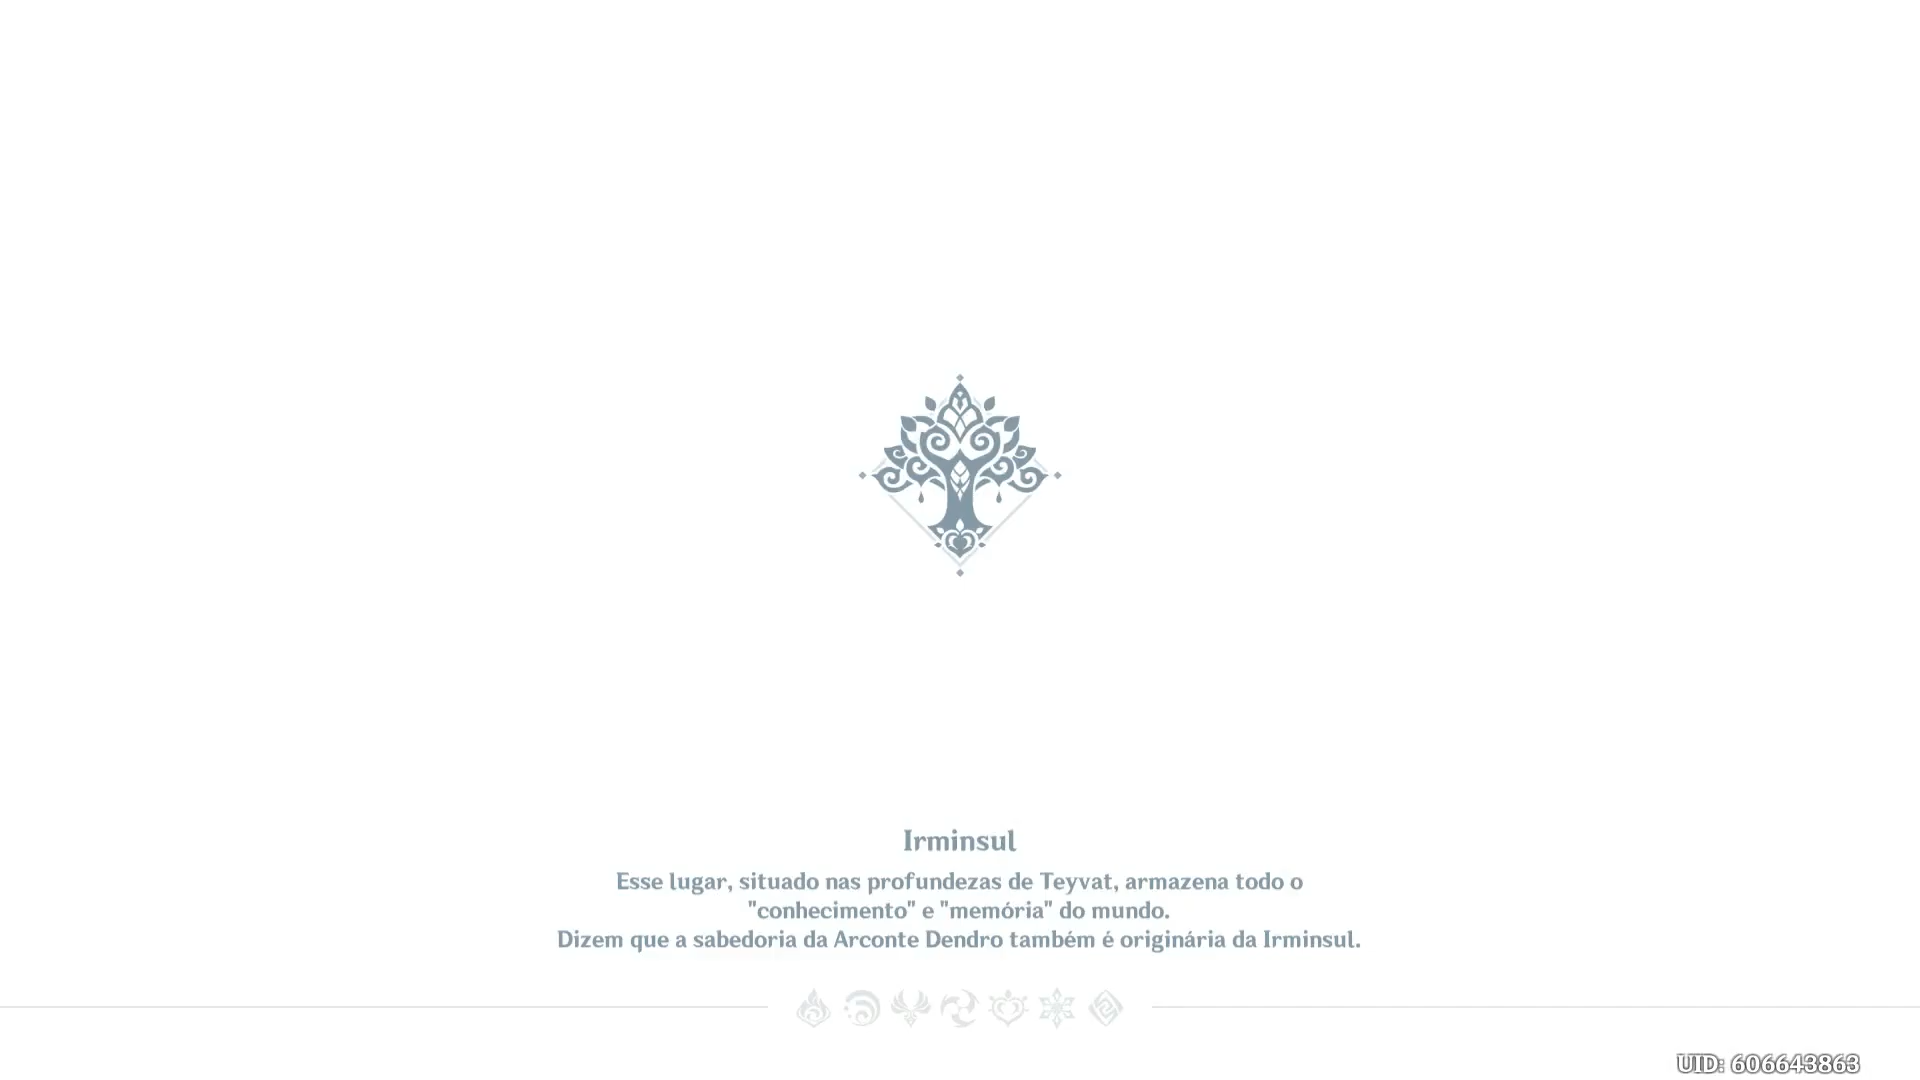 Irminsul
Esse lugar, situado nas profundezas de Teyvat, armazena todo o
"conhecimento" e "memória" do mundo.
Dizem que a sabedoria da Arconte Dendro também é originária da Irminsul.
UID: 606643863